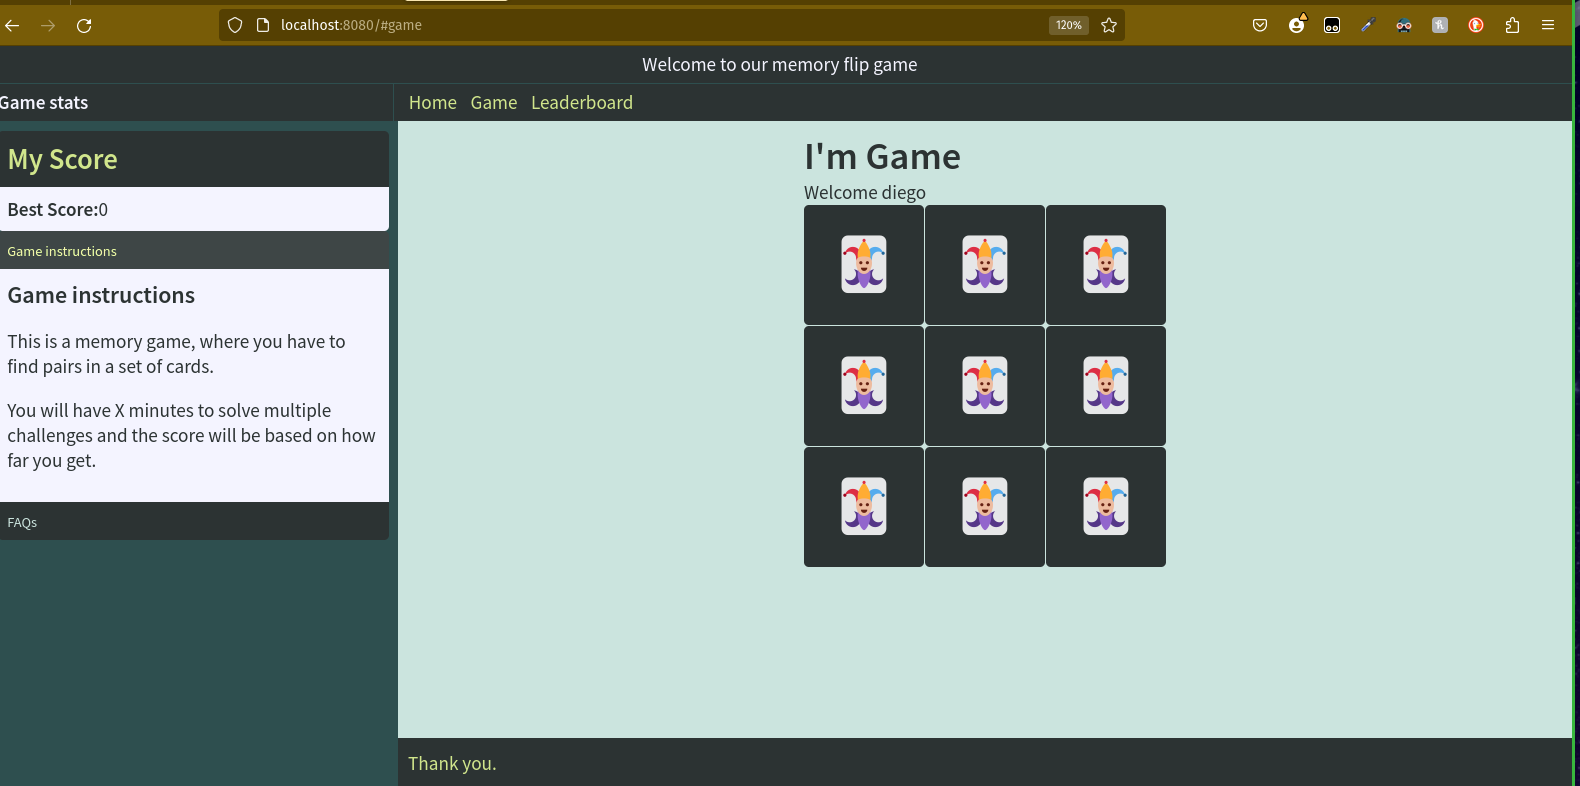 localhost:8080/#game
120%
Welcome to our memory flip game
Game stats
Home Game Leaderboard
My Score
Best Score:0
Game instructions
Game instructions
This is a memory game, where you have to
find pairs in a set of cards.
You will have X minutes to solve multiple
challenges and the score will be based on how
far you get.
FAQs
I'm Game
Welcome diego
Thank you.